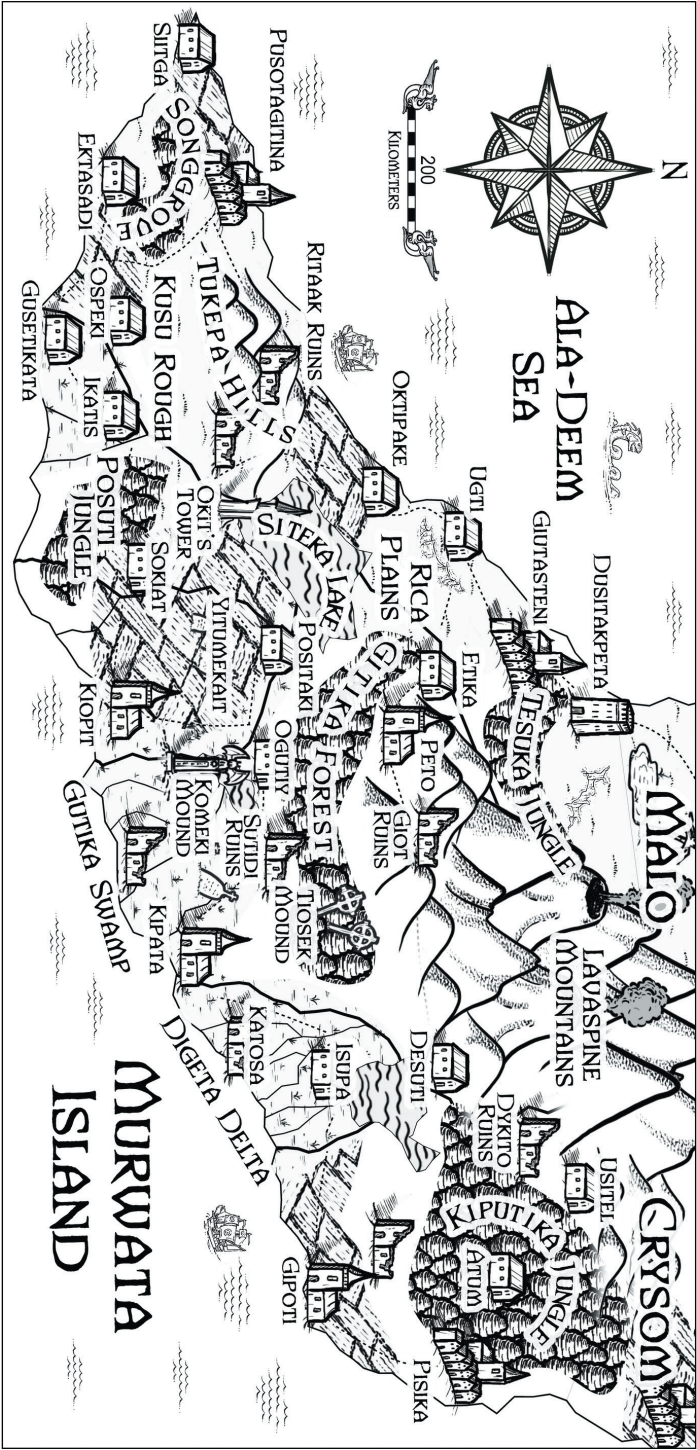 N
200
KILOMETERS
ALA-DEEM
SEA
MALO
CRYSOM
DUSITAKPETA
GIUTASTENI
TESUKA JUNGLE
LAVASPINE
MOUNTAINS
USITEL
UGTI
ETIKA
DYKITO
RUINS
KIPUTIKA JUNGLE
ATUM
PISIKA
OKTIPAKE
RICA
PLAINS
PETO
GIOT
RUINS
DESUTI
PUSOTAGITINA
RITAAK RUINS
SITEKA LAKE
GITIKA FOREST
POSITAKI
TIOSEK
MOUND
ISUPA
GIPOTI
SIITGA
SONGGROVE
TUKEPA HILLS
OKIT'S
TOWER
YITUMEKAIT
OGUTIY
SUTIDI
RUINS
KATOSA
DIGETA DELTA
EKTASADI
KUSU ROUGH
OSPEKI
IKATIS
POSUTI
JUNGLE
SOKIAT
KIOPIT
KOMEKI
MOUND
KIPATA
GUTIKA SWAMP
GUSETIKATA
MURWATA
ISLAND